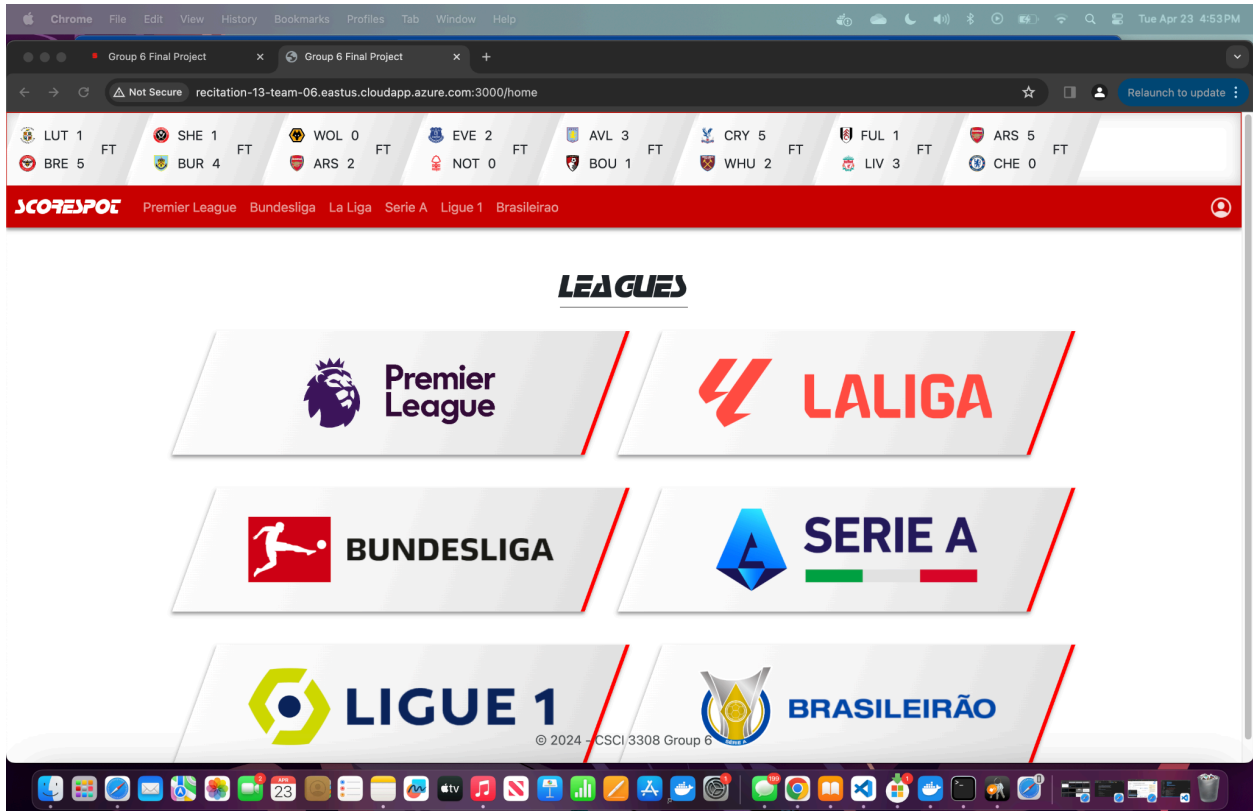 Chrome File Edit View History Bookmarks Profiles Tab Window Help Tue Apr 23 4:53 PM
Group 6 Final Project Group 6 Final Project
Not Secure recitation-13-team-06.eastus.cloudapp.azure.com:3000/home Relaunch to update
LUT 1 FT SHE 1 FT WOL 0 FT EVE 2 FT AVL 3 FT CRY 5 FT FUL 1 FT ARS 5 FT
BRE 5 BUR 4 ARS 2 NOT 0 BOU 1 WHU 2 LIV 3 CHE 0
SCORESPOT Premier League Bundesliga La Liga Serie A Ligue 1 Brasileirao
LEAGUES
Premier
League
LALIGA
BUNDESLIGA
SERIE A
LIGUE 1
BRASILEIRÃO
© 2024 - CSCI 3308 Group 6
APR
23
tv